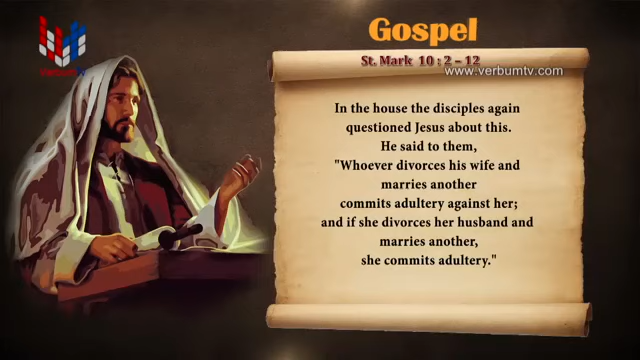 VerbumTV
Gospel
St. Mark 10 : 2 – 12
www.verbumtv.com
In the house the disciples again
questioned Jesus about this.
He said to them,
"Whoever divorces his wife and
marries another
commits adultery against her;
and if she divorces her husband and
marries another,
she commits adultery."